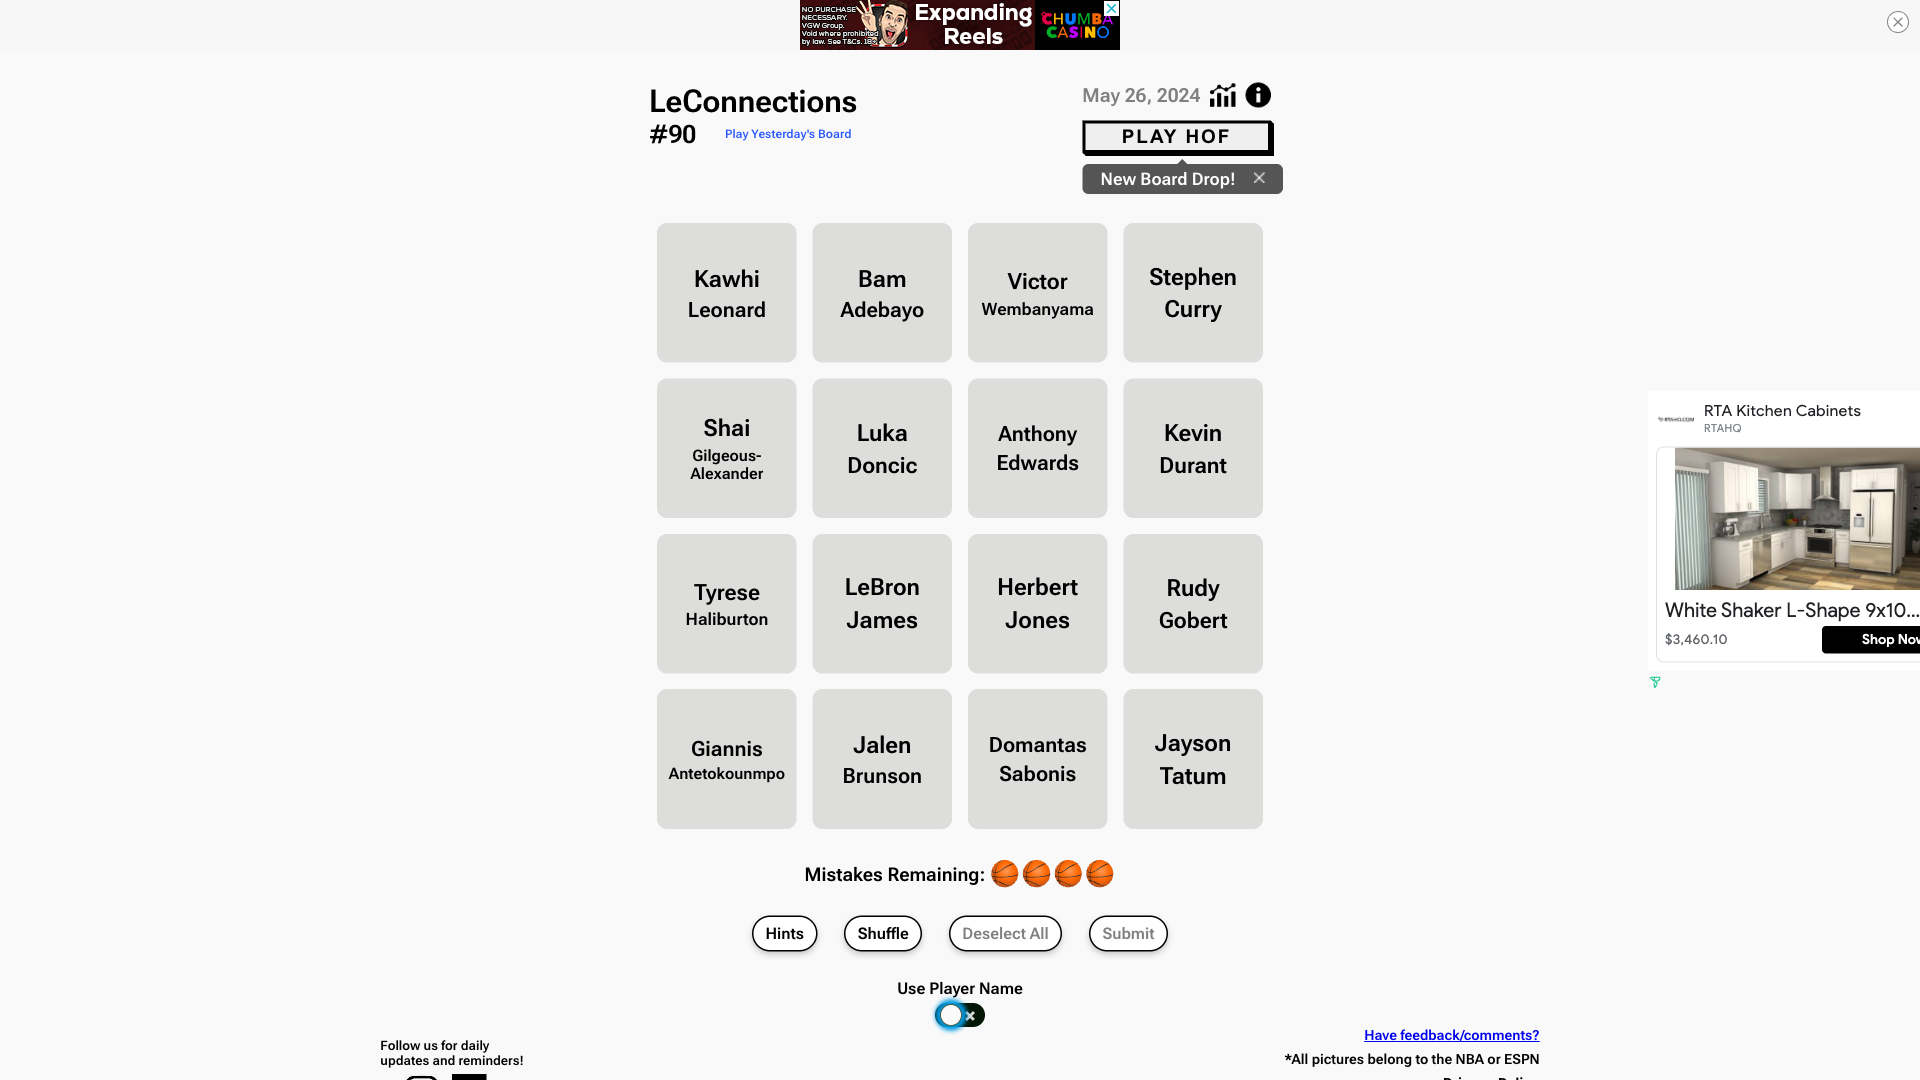 NO PURCHASE
NECESSARY.
VGW Group.
Void where prohibited
by law. See T&Cs. 18+
Expanding
Reels
CHUMBA
CASINO
LeConnections
#90
Play Yesterday's Board
May 26, 2024
PLAY HOF
New Board Drop!
Kawhi
Leonard
Bam
Adebayo
Victor
Wembanyama
Stephen
Curry
Shai
Gilgeous-
Alexander
Luka
Doncic
Anthony
Edwards
Kevin
Durant
Tyrese
Haliburton
LeBron
James
Herbert
Jones
Rudy
Gobert
Giannis
Antetokounmpo
Jalen
Brunson
Domantas
Sabonis
Jayson
Tatum
RTA Kitchen Cabinets
RTAHQ
White Shaker L-Shape 9x10...
$3,460.10
Shop Now
Mistakes Remaining:
Hints
Shuffle
Deselect All
Submit
Use Player Name
Follow us for daily
updates and reminders!
Have feedback/comments?
*All pictures belong to the NBA or ESPN